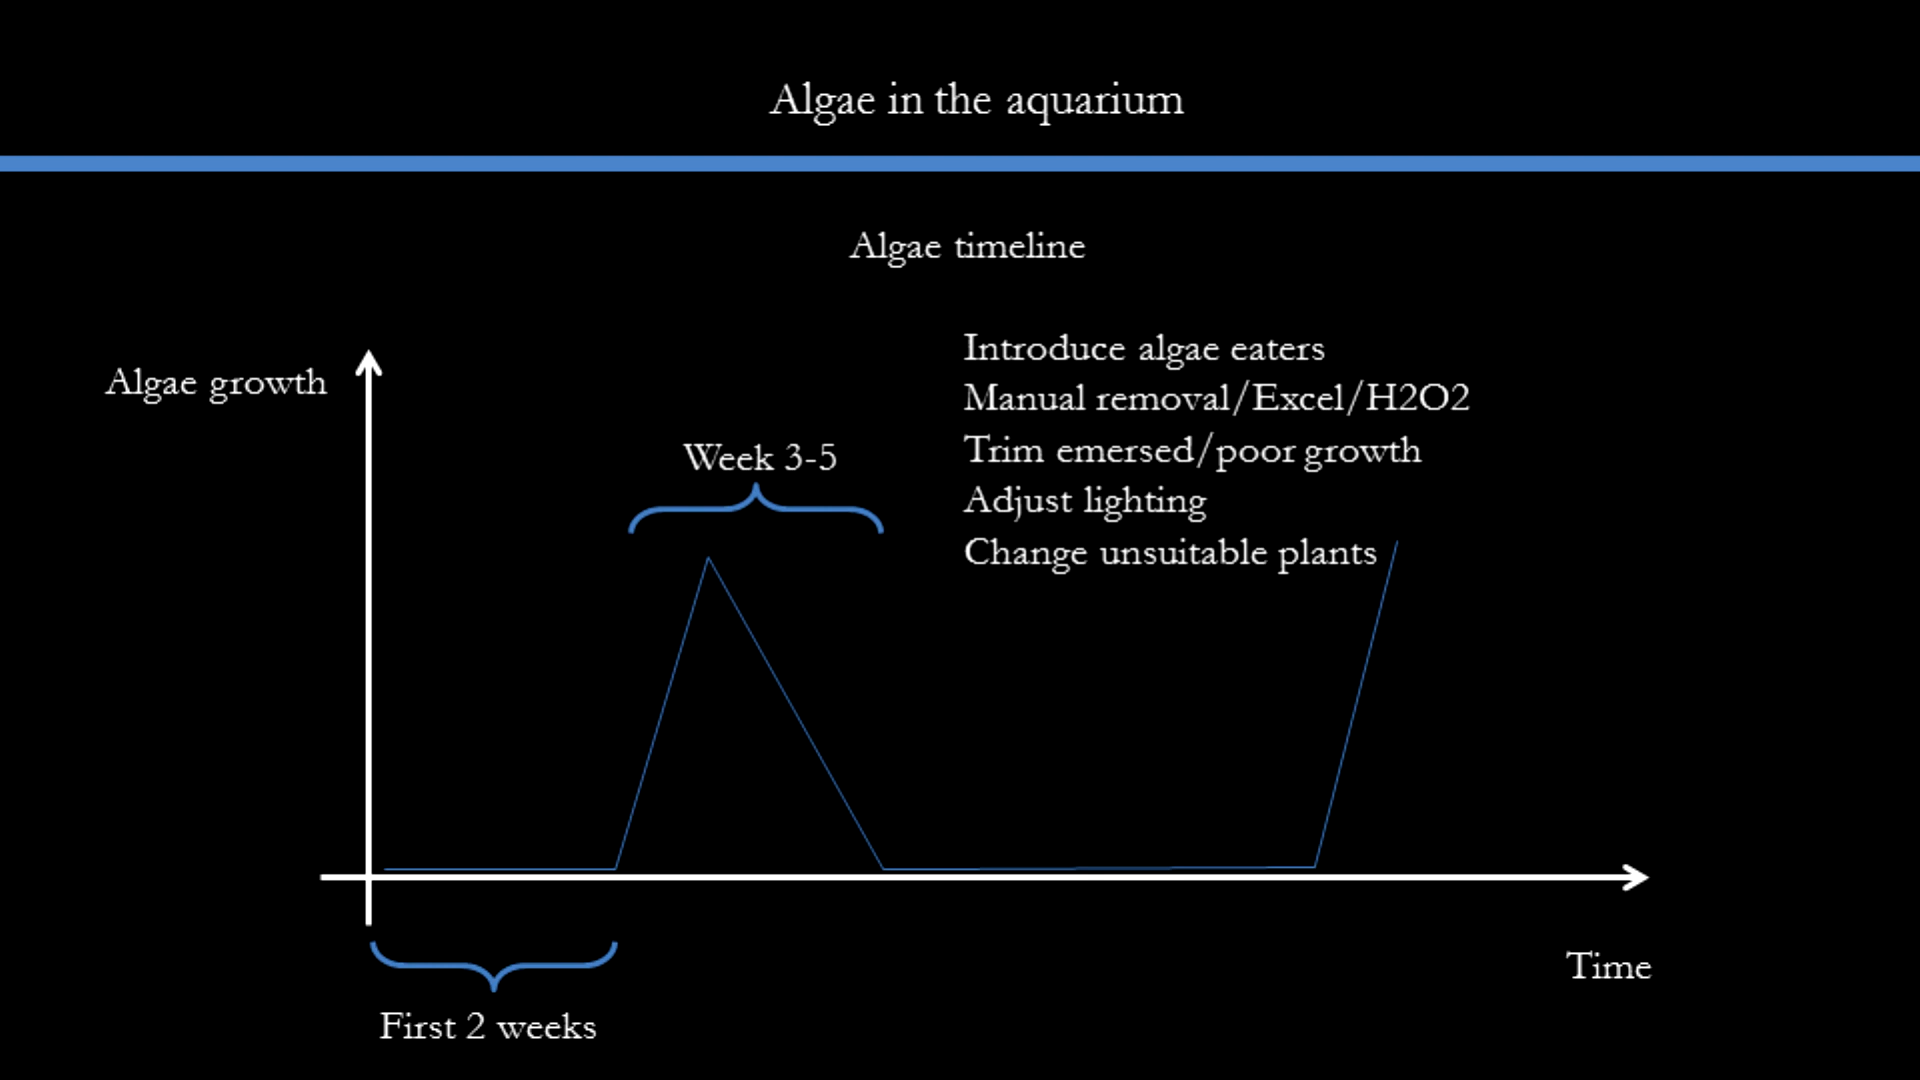 Algae in the aquarium
Algae timeline
Algae growth
Week 3-5
Introduce algae eaters
Manual removal/Excel/H2O2
Trim emersed/poor growth
Adjust lighting
Change unsuitable plants
Time
First 2 weeks